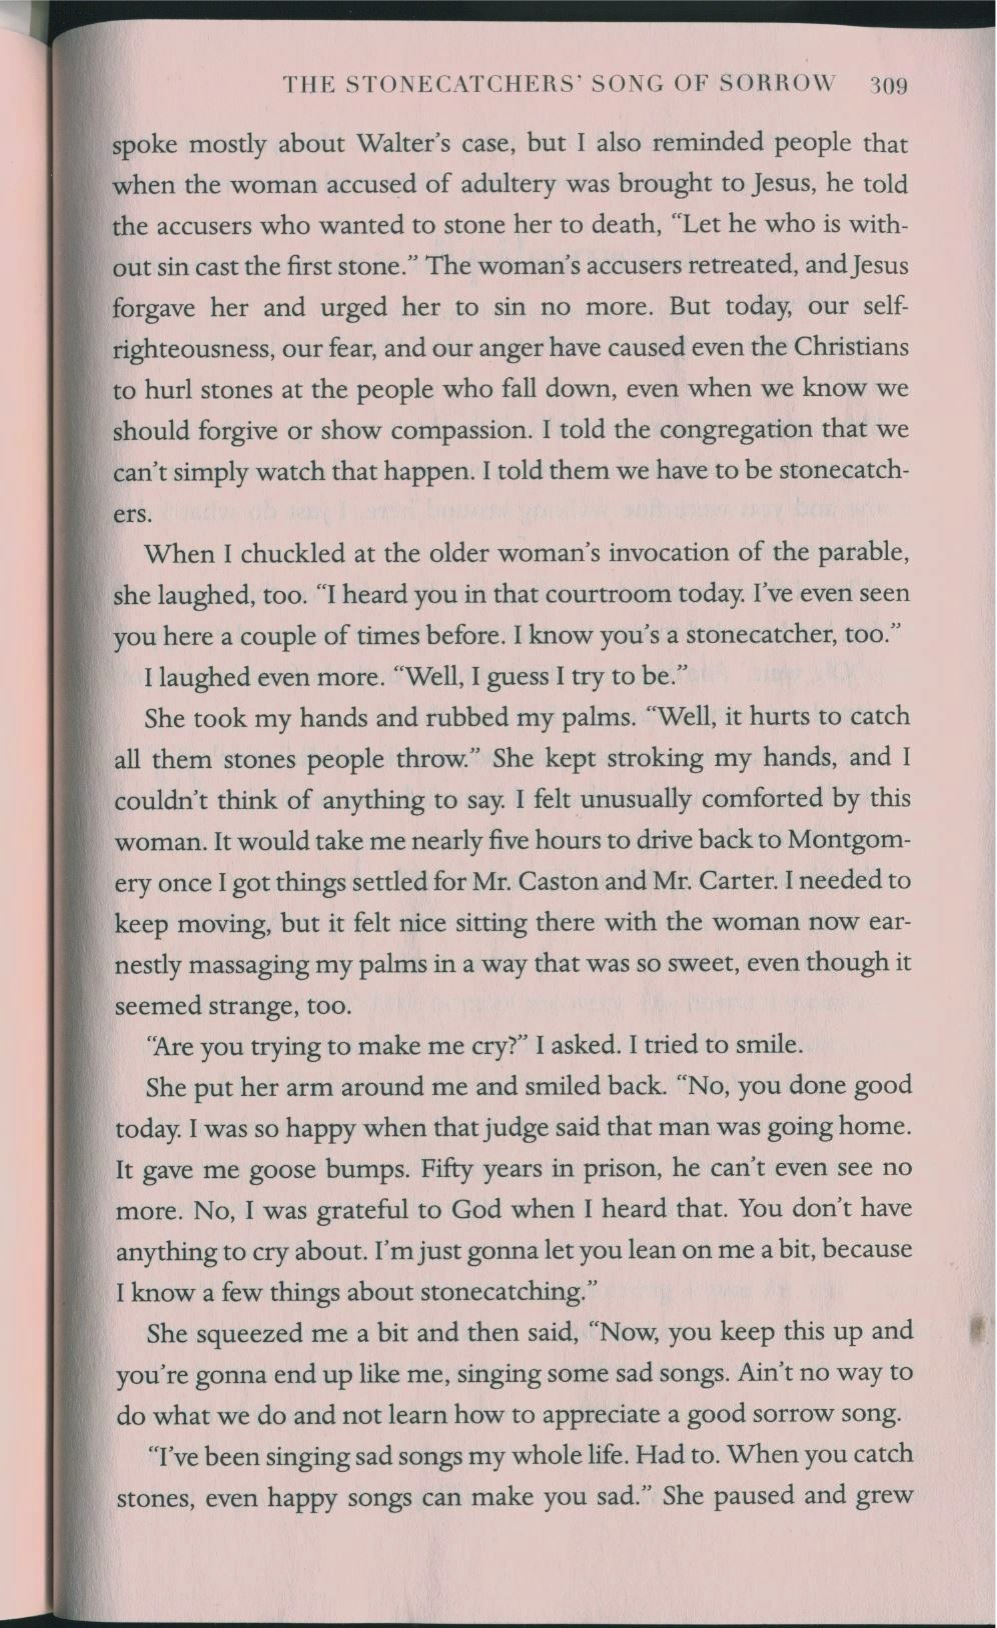 THE STONECATCHERS' SONG OF SORROW 309
spoke mostly about Walter's case, but I also reminded people that
when the woman accused of adultery was brought to Jesus, he told
the accusers who wanted to stone her to death, “Let he who is with-
out sin cast the first stone.” The woman's accusers retreated, and Jesus
forgave her and urged her to sin no more. But today, our self-
righteousness, our fear, and our anger have caused even the Christians
to hurl stones at the people who fall down, even when we know we
should forgive or show compassion. I told the congregation that we
can't simply watch that happen. I told them we have to be stonecatch-
ers.
When I chuckled at the older woman's invocation of the parable,
she laughed, too. “I heard you in that courtroom today. I've even seen
you here a couple of times before. I know you's a stonecatcher, too.”
I laughed even more. “Well, I guess I try to be.”
She took my hands and rubbed my palms. “Well, it hurts to catch
all them stones people throw.” She kept stroking my hands, and I
couldn't think of anything to say. I felt unusually comforted by this
woman. It would take me nearly five hours to drive back to Montgom-
ery once I got things settled for Mr. Caston and Mr. Carter. I needed to
keep moving, but it felt nice sitting there with the woman now ear-
nestly massaging my palms in a way that was so sweet, even though it
seemed strange, too.
“Are you trying to make me cry?” I asked. I tried to smile.
She put her arm around me and smiled back. “No, you done good
today. I was so happy when that judge said that man was going home.
It gave me goose bumps. Fifty years in prison, he can't even see no
more. No, I was grateful to God when I heard that. You don't have
anything to cry about. I'm just gonna let you lean on me a bit, because
I know a few things about stonecatching.”
She squeezed me a bit and then said, “Now, you keep this up and
you're gonna end up like me, singing some sad songs. Ain't no way to
do what we do and not learn how to appreciate a good sorrow song.
“I've been singing sad songs my whole life. Had to. When you catch
stones, even happy songs can make you sad.” She paused and grew